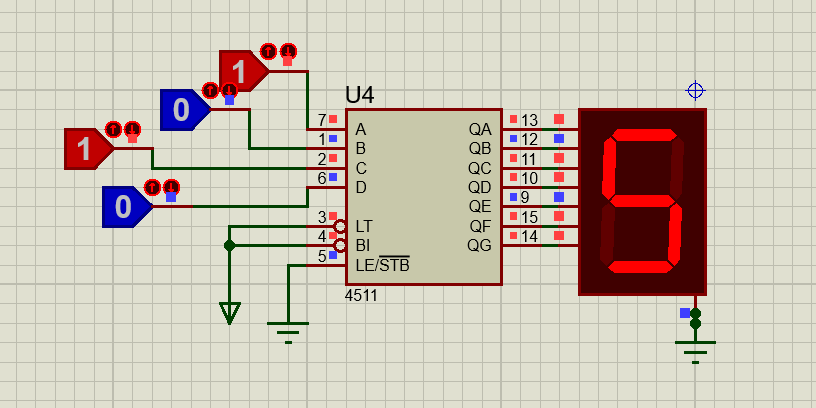 1
0
1
0
U4
7 A QA 13
1 B QB 12
2 C QC 11
6 D QD 10
QE 9
3 LT QF 15
4 BI QG 14
5 LE/STB
4511